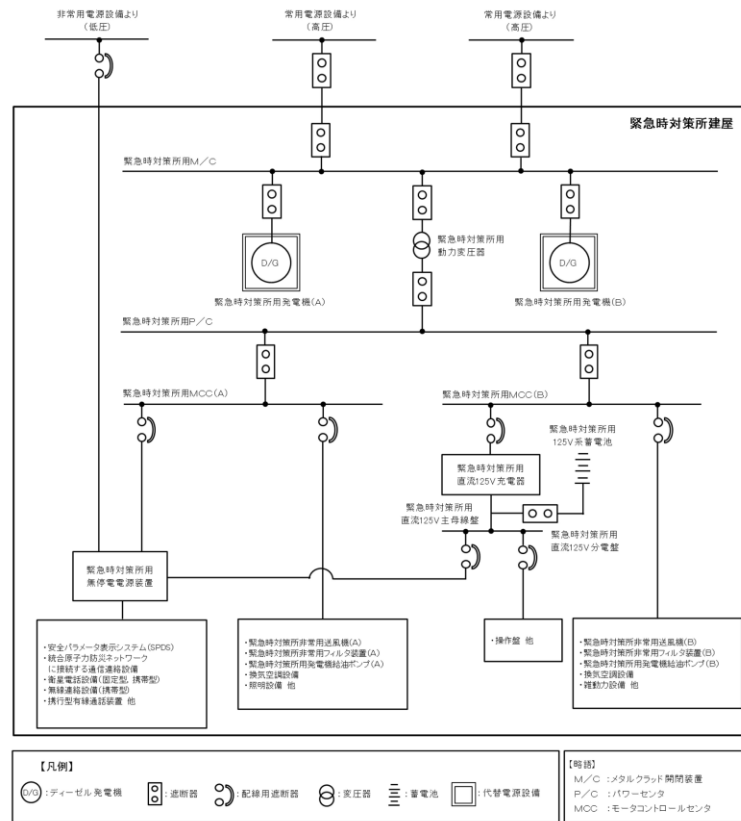 非常用電源設備より
(低圧)
常用電源設備より
(高圧)
常用電源設備より
(高圧)
緊急時対策所建屋
緊急時対策所用M/C
緊急時対策所用
動力変圧器
D/G
D/G
緊急時対策所用発電機(A)
緊急時対策所用発電機(B)
緊急時対策所用P/C
緊急時対策所用MCC(A)
緊急時対策所用MCC(B)
緊急時対策所用
125V系蓄電池
緊急時対策所用
直流125V充電器
緊急時対策所用
直流125V主母線盤
緊急時対策所用
直流125V分電盤
緊急時対策所用
無停電電源装置
・安全パラメータ表示システム(SPDS)
・統合原子力防災ネットワーク
に接続する通信連絡設備
・衛星電話設備(固定型,携帯型)
・無線連絡設備(携帯型)
・携行型有線通話装置 他
・緊急時対策所非常用送風機(A)
・緊急時対策所非常用フィルタ装置(A)
・緊急時対策所用発電機給油ポンプ(A)
・換気空調設備
・照明設備 他
・操作盤 他
・緊急時対策所非常用送風機(B)
・緊急時対策所非常用フィルタ装置(B)
・緊急時対策所用発電機給油ポンプ(B)
・換気空調設備
・雑動力設備 他
【凡例】
D/G :ディーゼル発電機 :遮断器 :配線用遮断器 :変圧器 :蓄電池 :代替電源設備
【略語】
M/C :メタルクラッド開閉装置
P/C :パワーセンタ
MCC :モータコントロールセンタ